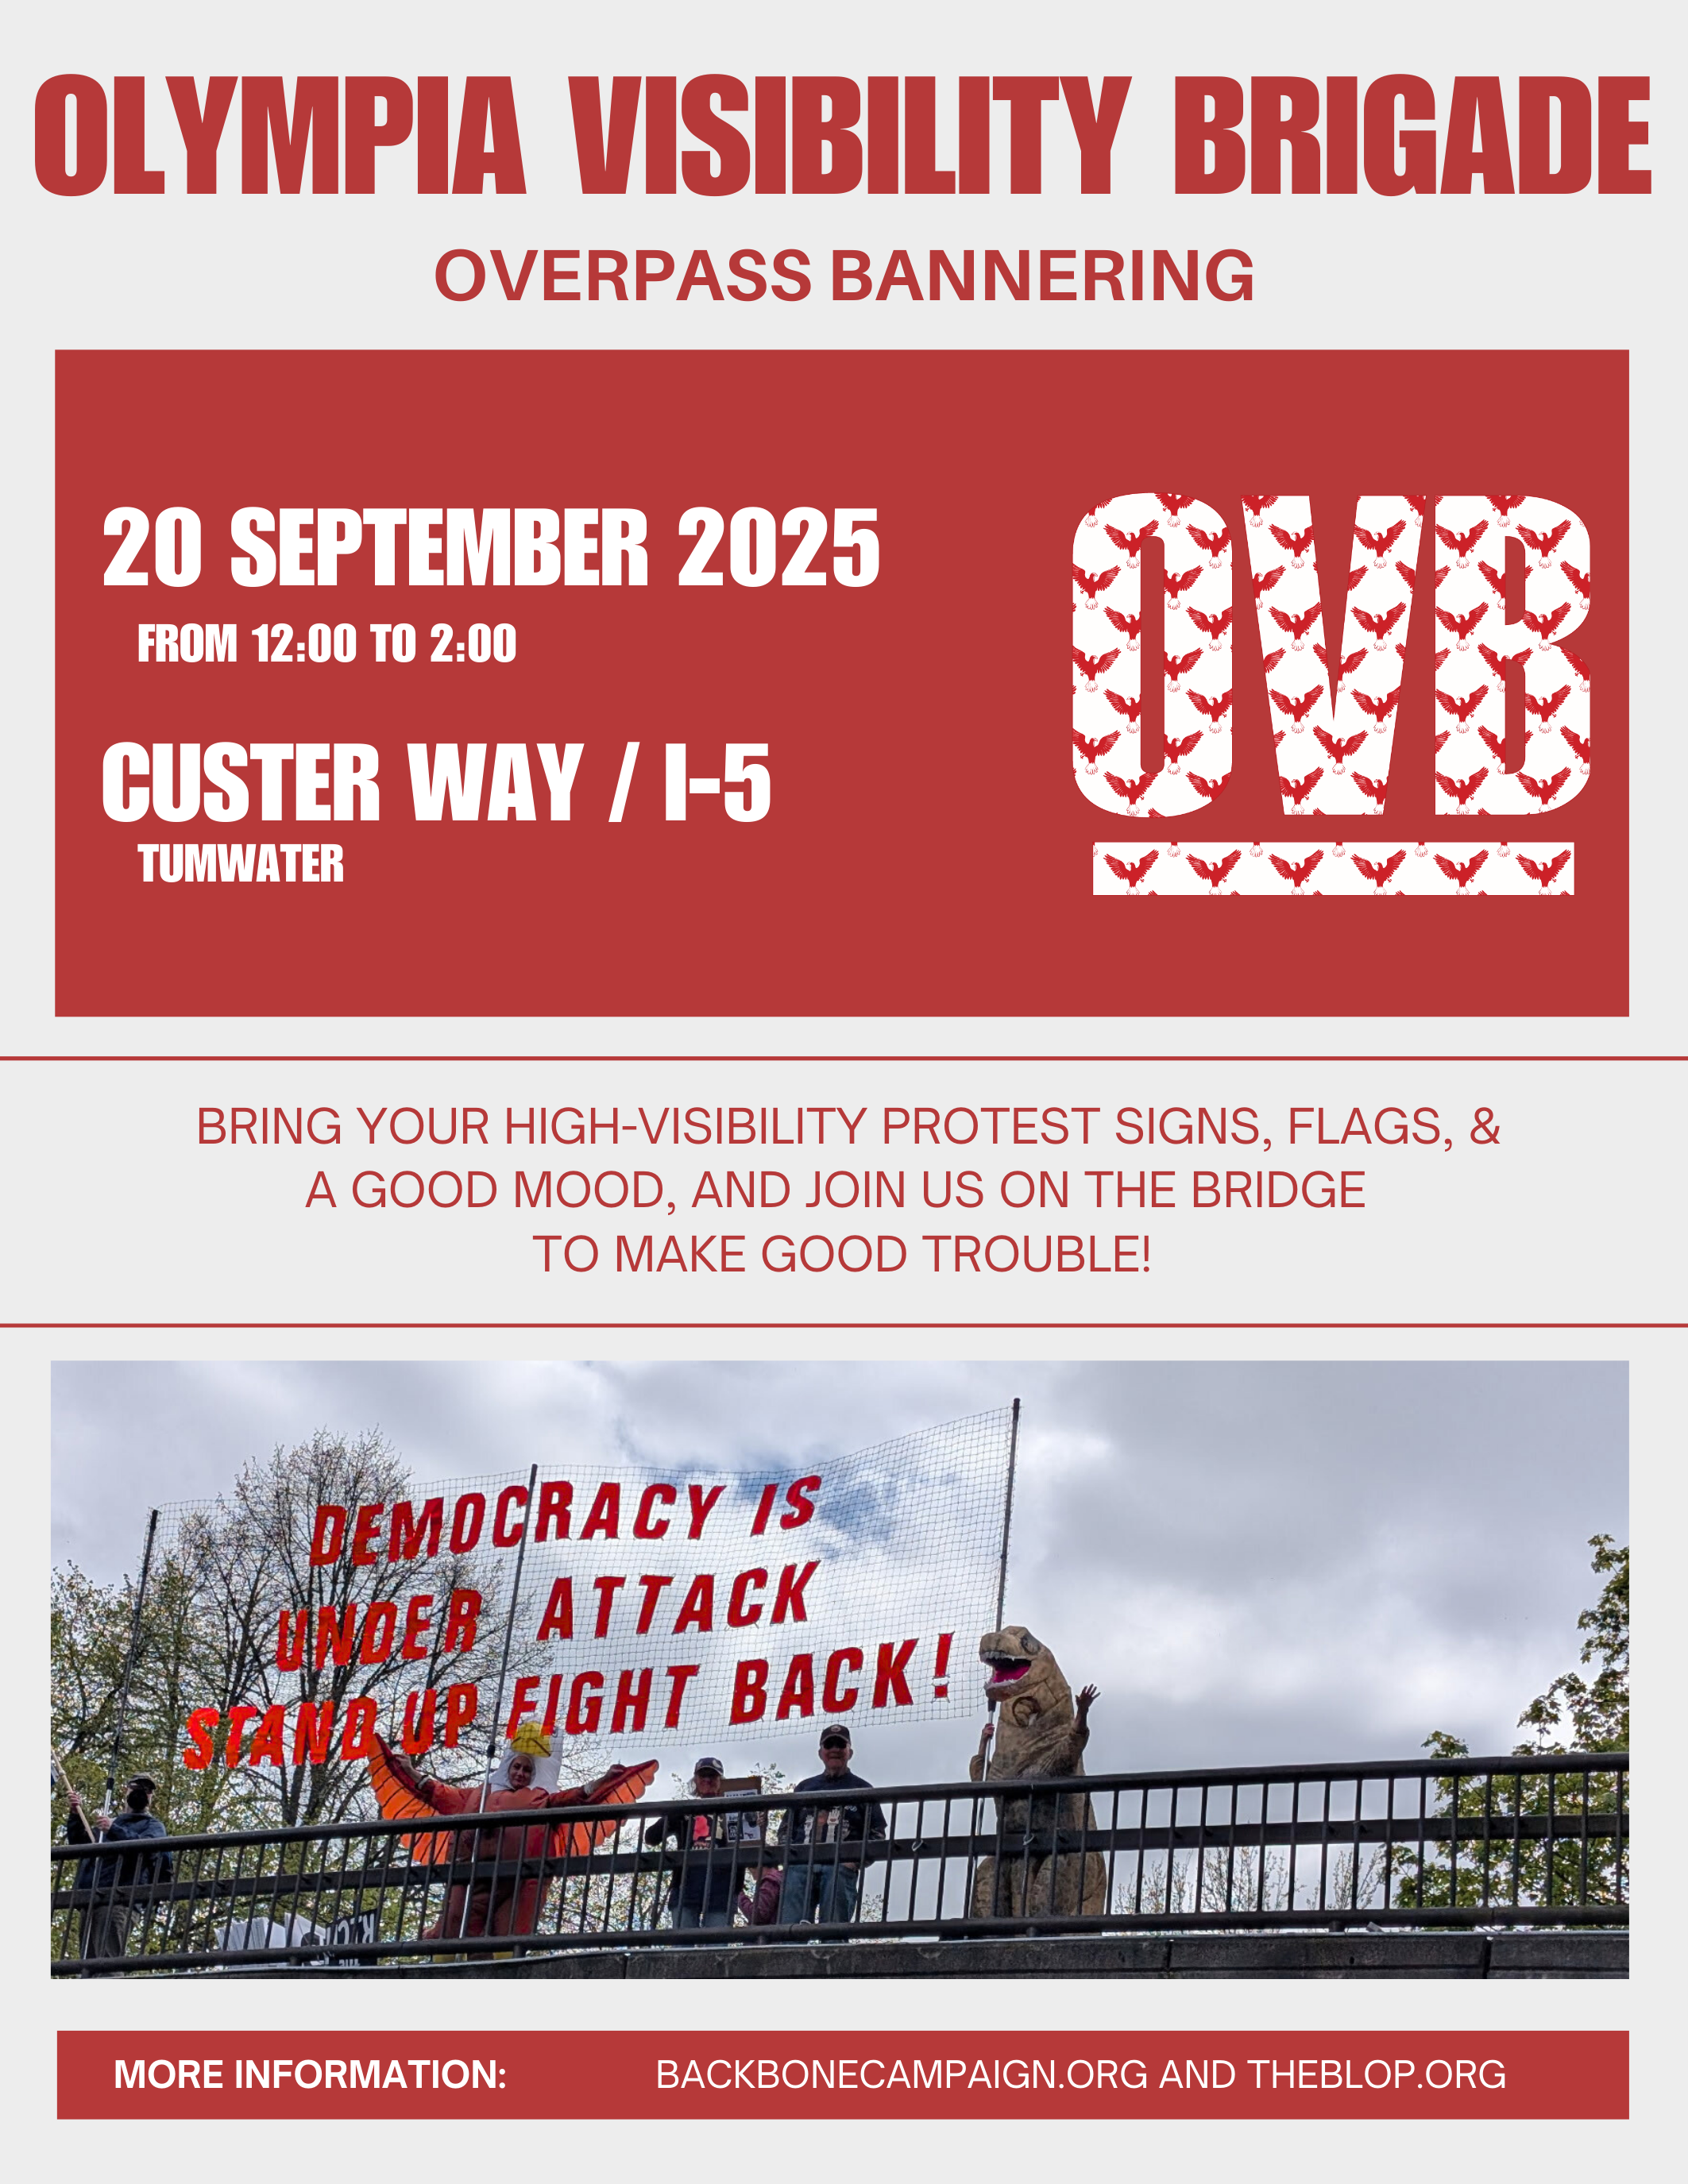 OLYMPIA VISIBILITY BRIGADE
OVERPASS BANNERING
20 SEPTEMBER 2025
FROM 12:00 TO 2:00
CUSTER WAY / I-5
TUMWATER
OVB
BRING YOUR HIGH-VISIBILITY PROTEST SIGNS, FLAGS, &
A GOOD MOOD, AND JOIN US ON THE BRIDGE
TO MAKE GOOD TROUBLE!
DEMOCRACY IS
UNDER ATTACK
STAND UP FIGHT BACK!
MORE INFORMATION: BACKBONECAMPAIGN.ORG AND THEBLOP.ORG